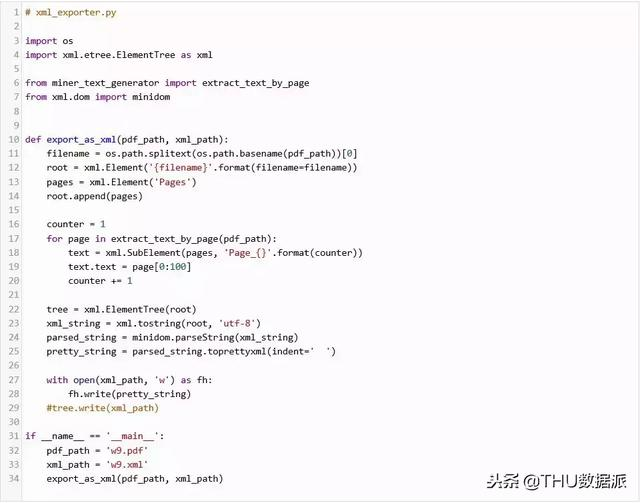 1 # xml_exporter.py
2
3 import os
4 import xml.etree.ElementTree as xml
5
6 from miner_text_generator import extract_text_by_page
7 from xml.dom import minidom
8
9
10 def export_as_xml(pdf_path, xml_path):
11     filename = os.path.splitext(os.path.basename(pdf_path))[0]
12     root = xml.Element('{filename}'.format(filename=filename))
13     pages = xml.Element('Pages')
14     root.append(pages)
15
16     counter = 1
17     for page in extract_text_by_page(pdf_path):
18         text = xml.SubElement(pages, 'Page_{}'.format(counter))
19         text.text = page[0:100]
20         counter += 1
21
22     tree = xml.ElementTree(root)
23     xml_string = xml.tostring(root, 'utf-8')
24     parsed_string = minidom.parseString(xml_string)
25     pretty_string = parsed_string.toprettyxml(indent='  ')
26
27     with open(xml_path, 'w') as fh:
28         fh.write(pretty_string)
29     #tree.write(xml_path)
30
31 if __name__ == '__main__':
32     pdf_path = 'w9.pdf'
33     xml_path = 'w9.xml'
34     export_as_xml(pdf_path, xml_path)
头条 @THU数据派